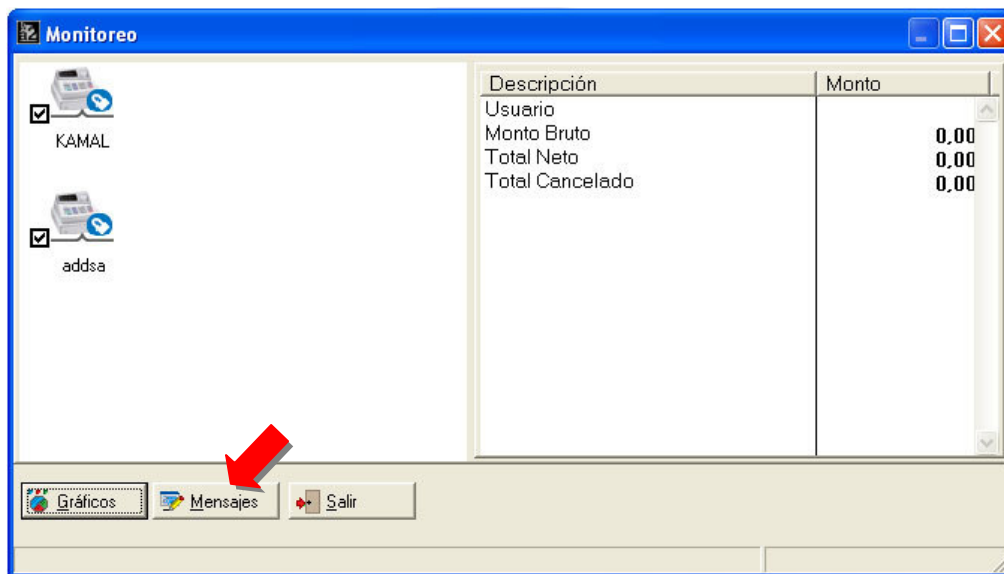 Monitoreo
KAMAL
addsa
Descripción Monto
Usuario
Monto Bruto 0,00
Total Neto 0,00
Total Cancelado 0,00
Gráficos Mensajes Salir